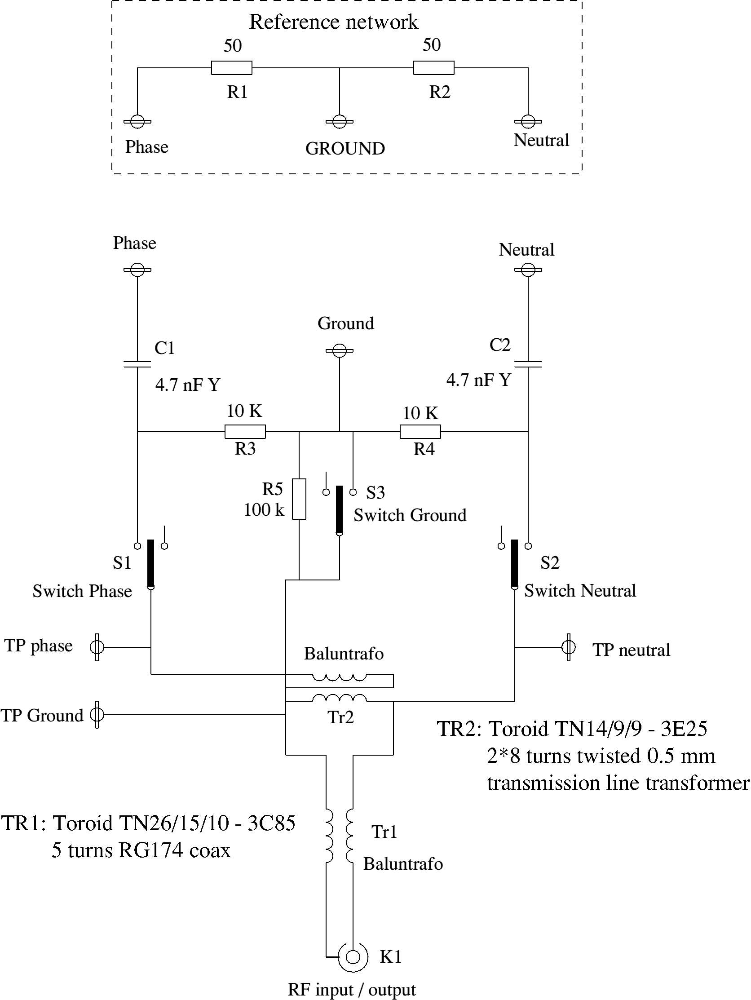 Reference network
50
50
R1
R2
Phase
GROUND
Neutral
Phase
Neutral
Ground
C1
C2
4.7 nF Y
4.7 nF Y
10 K
10 K
R3
R4
R5
100 k
S3
Switch Ground
S1
S2
Switch Phase
Switch Neutral
TP phase
Baluntrafo
TP neutral
TP Ground
Tr2
TR2: Toroid TN14/9/9 - 3E25
2*8 turns twisted 0.5 mm
transmission line transformer
TR1: Toroid TN26/15/10 - 3C85
5 turns RG174 coax
Tr1
Baluntrafo
K1
RF input / output